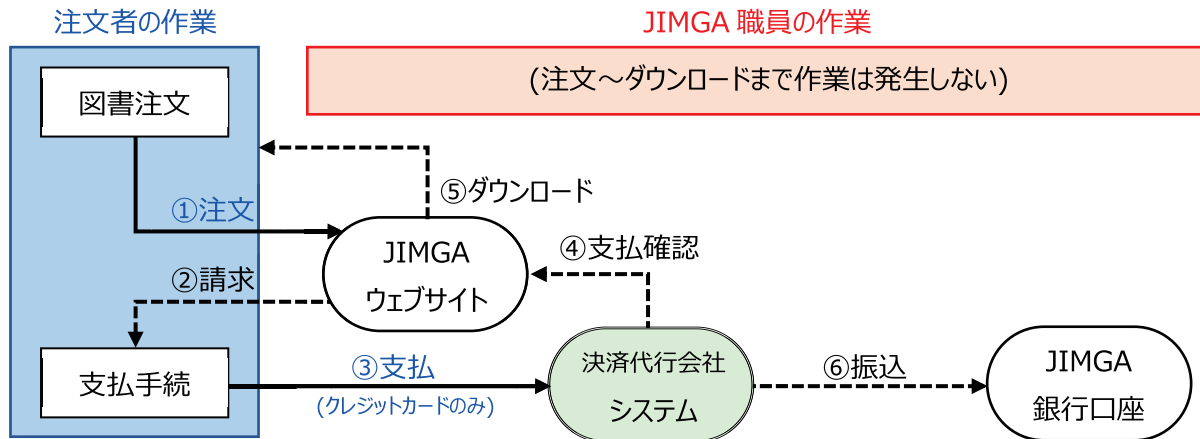 注文者の作業
JIMGA 職員の作業
図書注文
(注文～ダウンロードまで作業は発生しない)
⑤ダウンロード
①注文
JIMGA
ウェブサイト
④支払確認
②請求
支払手続
③支払
(クレジットカードのみ)
決済代行会社
システム
⑥振込
JIMGA
銀行口座